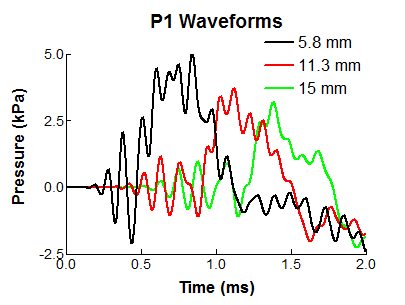 P1 Waveforms
5.8 mm
11.3 mm
15 mm
Pressure (kPa)
5.0
2.5
0.0
-2.5
0.0 0.5 1.0 1.5 2.0
Time (ms)